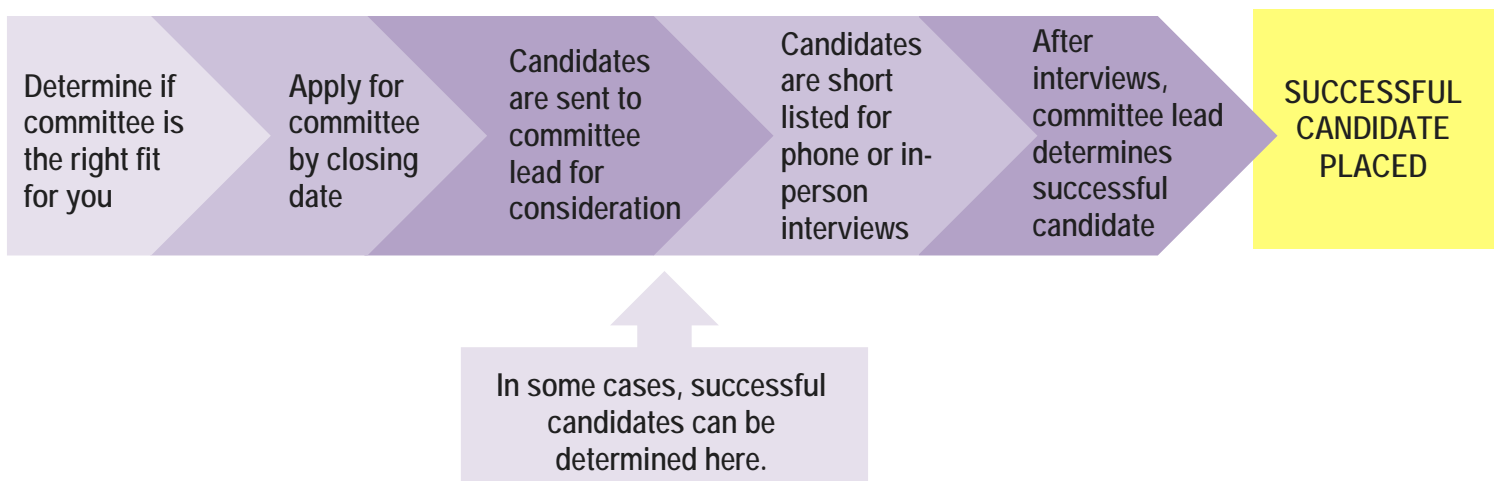 Determine if
committee is
the right fit
for you
Apply for
committee
by closing
date
Candidates
are sent to
committee
lead for
consideration
Candidates
are short
listed for
phone or in-
person
interviews
After
interviews,
committee lead
determines
successful
candidate
SUCCESSFUL
CANDIDATE
PLACED
In some cases, successful
candidates can be
determined here.